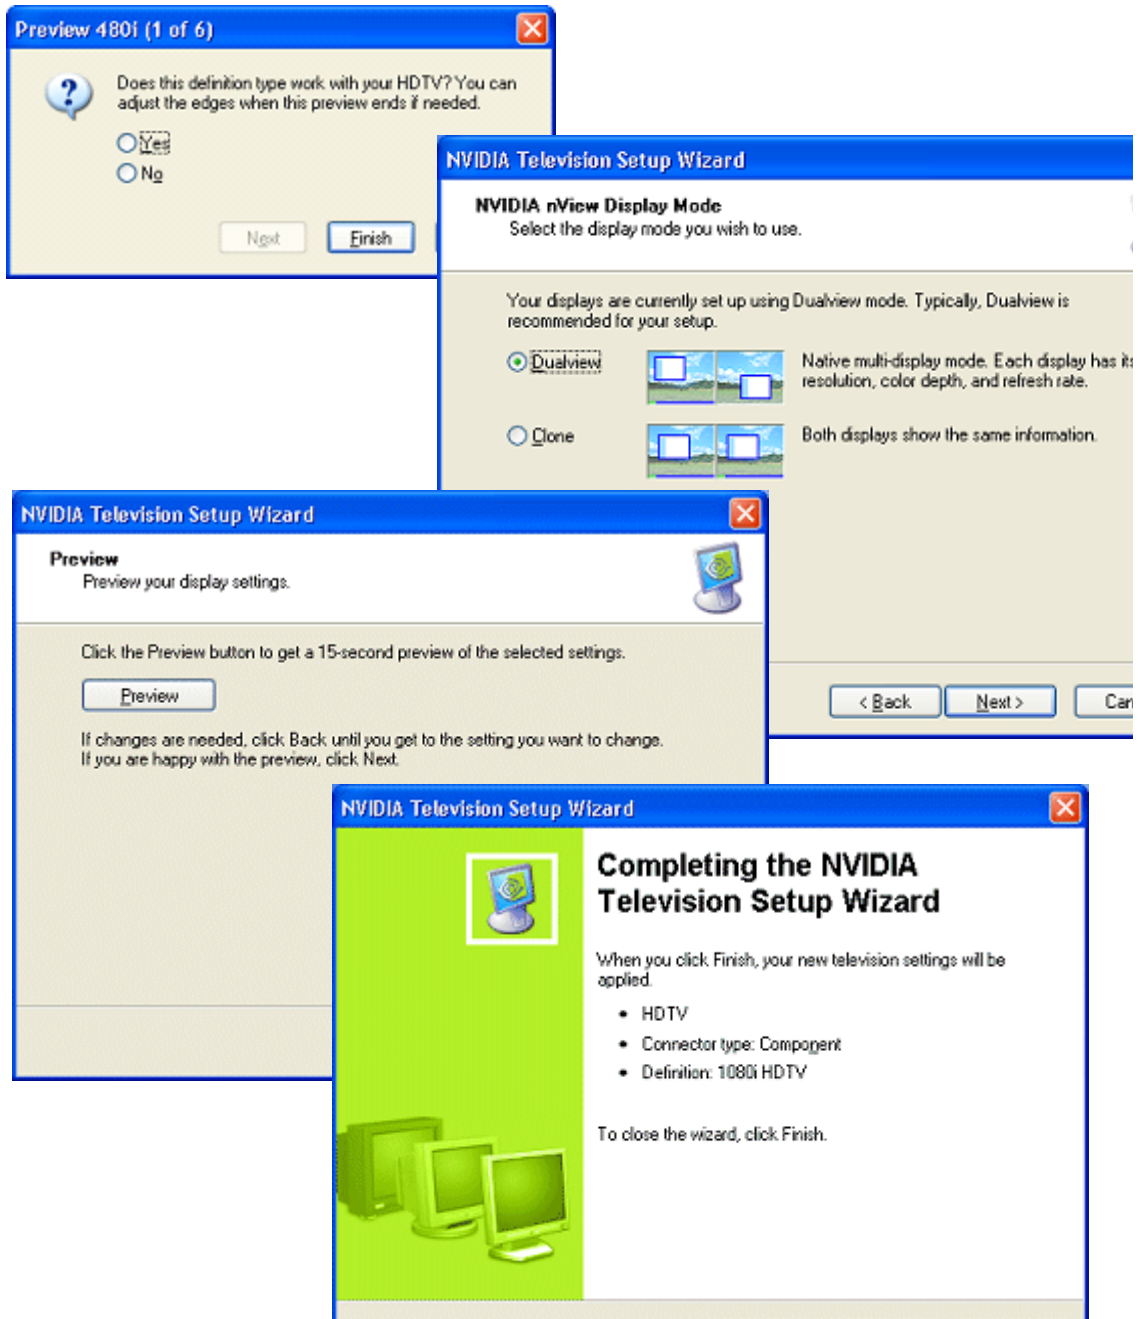 Preview 480i (1 of 6)
Does this definition type work with your HDTV? You can
adjust the edges when this preview ends if needed.
Yes
No
Next
Finish
NVIDIA Television Setup Wizard
NVIDIA nView Display Mode
Select the display mode you wish to use.
Your displays are currently set up using Dualview mode. Typically, Dualview is
recommended for your setup.
Dualview
Native multi-display mode. Each display has its
resolution, color depth, and refresh rate.
Clone
Both displays show the same information.
< Back
Next >
Can
NVIDIA Television Setup Wizard
Preview
Preview your display settings.
Click the Preview button to get a 15-second preview of the selected settings.
Preview
If changes are needed, click Back until you get to the setting you want to change.
If you are happy with the preview, click Next.
NVIDIA Television Setup Wizard
Completing the NVIDIA
Television Setup Wizard
When you click Finish, your new television settings will be
applied.
• HDTV
• Connector type: Component
• Definition: 1080i HDTV
To close the wizard, click Finish.